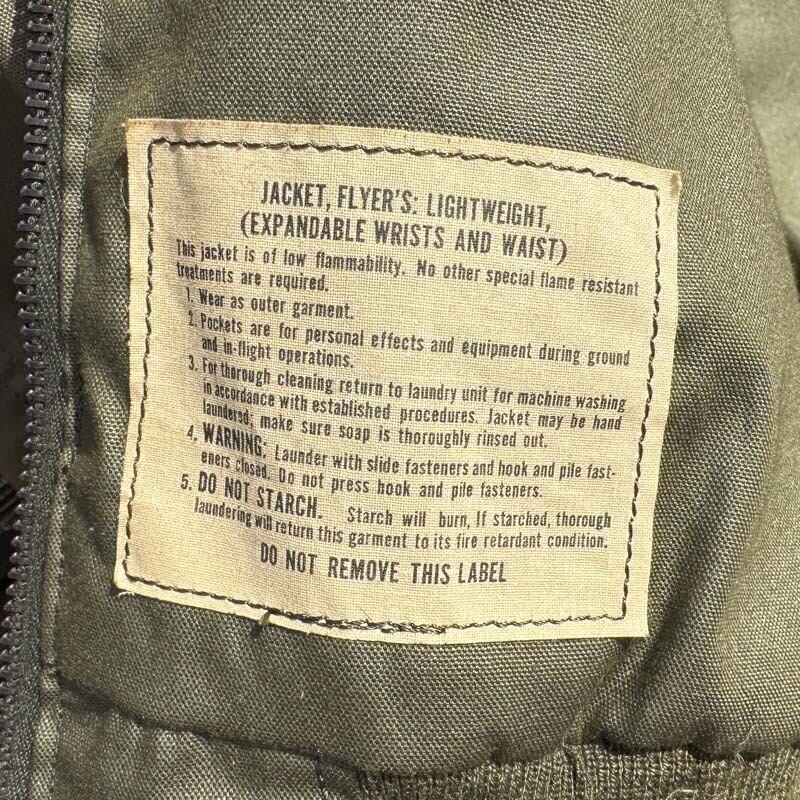 JACKET, FLYER'S: LIGHTWEIGHT,
(EXPANDABLE WRISTS AND WAIST)
This jacket is of low flammability. No other special flame resistant
treatments are required.
1. Wear as outer garment.
2. Pockets are for personal effects and equipment during ground
and in-flight operations.
3. For thorough cleaning return to laundry unit for machine washing
in accordance with established procedures. Jacket may be hand
laundered; make sure soap is thoroughly rinsed out.
4. WARNING: Launder with slide fasteners and hook and pile fast-
eners closed. Do not press hook and pile fasteners.
5. DO NOT STARCH. Starch will burn, If starched, thorough
laundering will return this garment to its fire retardant condition.
DO NOT REMOVE THIS LABEL